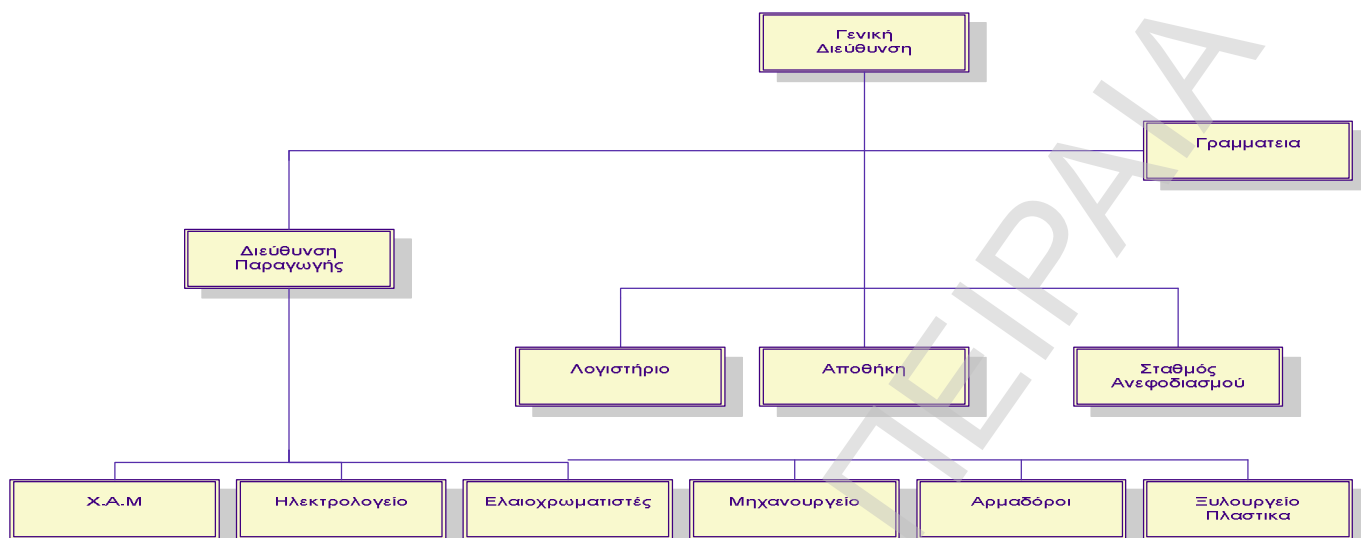 Γενική
Διεύθυνση
Γραμματεια
Διεύθυνση
Παραγωγής
Λογιστήριο
Αποθήκη
Σταθμός
Ανεφοδιασμού
Χ.Α.Μ
Ηλεκτρολογείο
Ελαιοχρωματιστές
Μηχανουργείο
Αρμαδόροι
Ξυλουργείο
Πλαστικα
ΠΕΙΡΑΙΑ